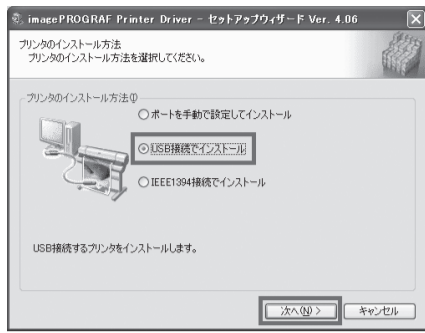 imagePROGRAF Printer Driver - セットアップウィザード Ver. 4.06
プリンタのインストール方法
プリンタのインストール方法を選択してください。
プリンタのインストール方法(I)
ポートを手動で設定してインストール
USB接続でインストール
IEEE1394接続でインストール
USB接続するプリンタをインストールします。
次へ(N) >
キャンセル